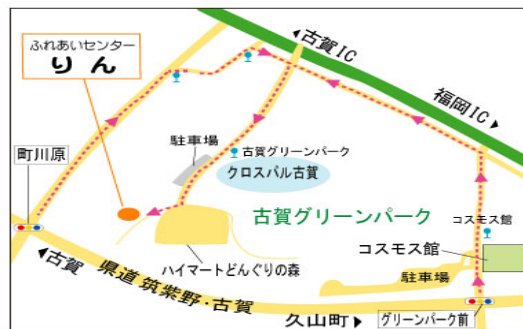 ふれあいセンター
りん
◀古賀IC
福岡IC▶
町川原
駐車場
古賀グリーンパーク
クロスパル古賀
古賀グリーンパーク
コスモス館
コスモス館
ハイマートどんぐりの森
駐車場
◀古賀 県道 筑紫野・古賀
久山町▶
グリーンパーク前